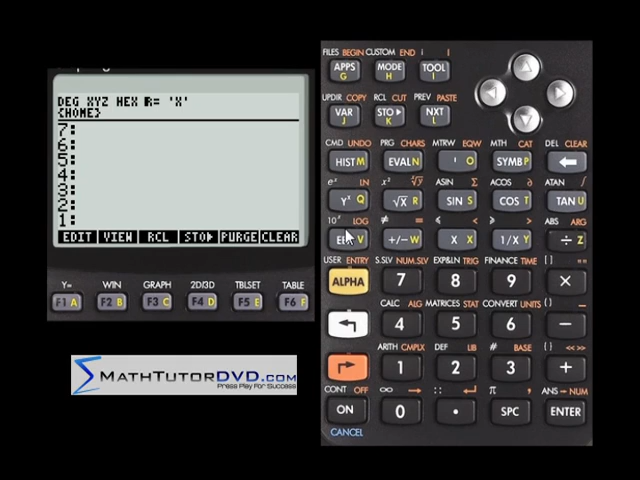 DEG XYZ HEX R= 'X'
{HOME}
7:
6:
5:
4:
3:
2:
1:
EDIT VIEW RCL STO▶ PURGE CLEAR
Y= WIN GRAPH 2D/3D TBLSET TABLE
F1 A F2 B F3 C F4 D F5 E F6 F
MATHTUTORDVD.COM
Press Play For Success
FILES BEGIN CUSTOM END i I
APPS G MODE H TOOL I
UPDIR COPY RCL CUT PREV PASTE
VAR J STO▶ K NXT L
CMD UNDO PRG CHARS MTRW EQW MTH CAT DEL CLEAR
HIST M EVAL N ' O SYMB P ←
eˣ LN x² ˣ√y ASIN Σ ACOS ∂ ATAN ∫
Yˣ Q √X R SIN S COS T TAN U
10ˣ LOG ≠ = < > ABS ARG
V +/− W X X 1/X Y ÷ Z
USER ENTRY S.SLV NUM.SLV EXP&LN TRIG FINANCE TIME [ ] " "
ALPHA 7 8 9 ×
CALC ALG MATRICES STAT CONVERT UNITS ( ) _
4 5 6 −
ARITH CMPLX DEF LIB # BASE { } « »
1 2 3 +
CONT OFF ∞ → : : ↵ π , ANS →NUM
ON 0 . SPC ENTER
CANCEL